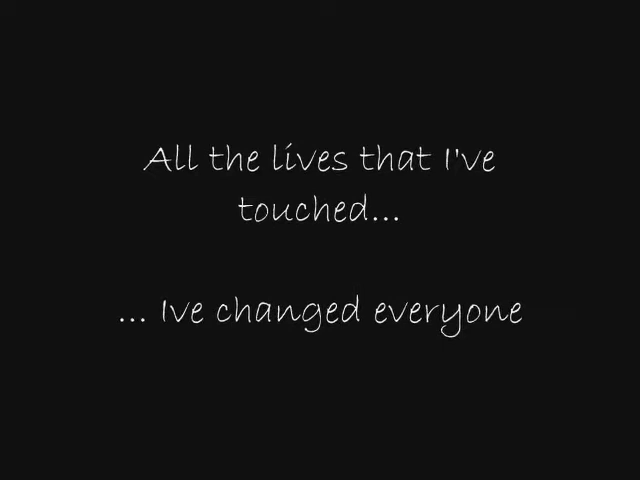 All the lives that I've
touched...
... Ive changed everyone